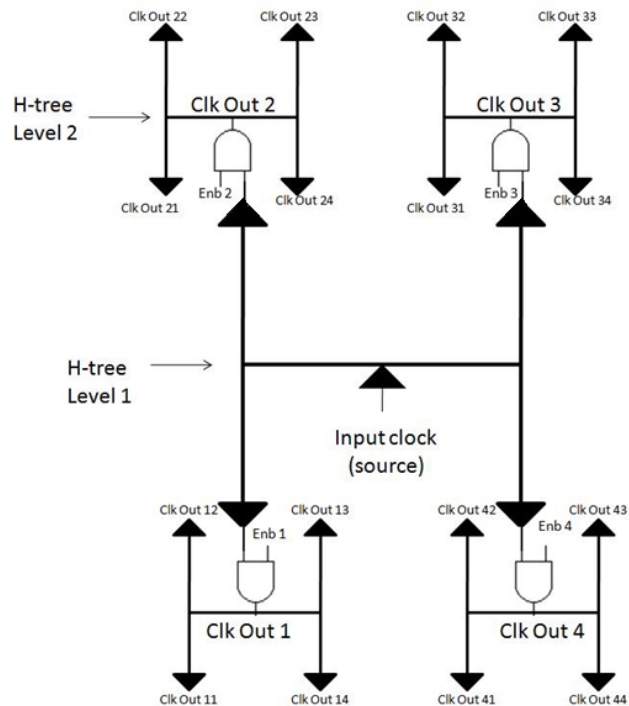 Clk Out 22
Clk Out 23
Clk Out 32
Clk Out 33
H-tree
Level 2
Clk Out 2
Clk Out 3
Enb 2
Enb 3
Clk Out 21
Clk Out 24
Clk Out 31
Clk Out 34
H-tree
Level 1
Input clock
(source)
Clk Out 12
Clk Out 13
Clk Out 42
Clk Out 43
Enb 1
Enb 4
Clk Out 1
Clk Out 4
Clk Out 11
Clk Out 14
Clk Out 41
Clk Out 44